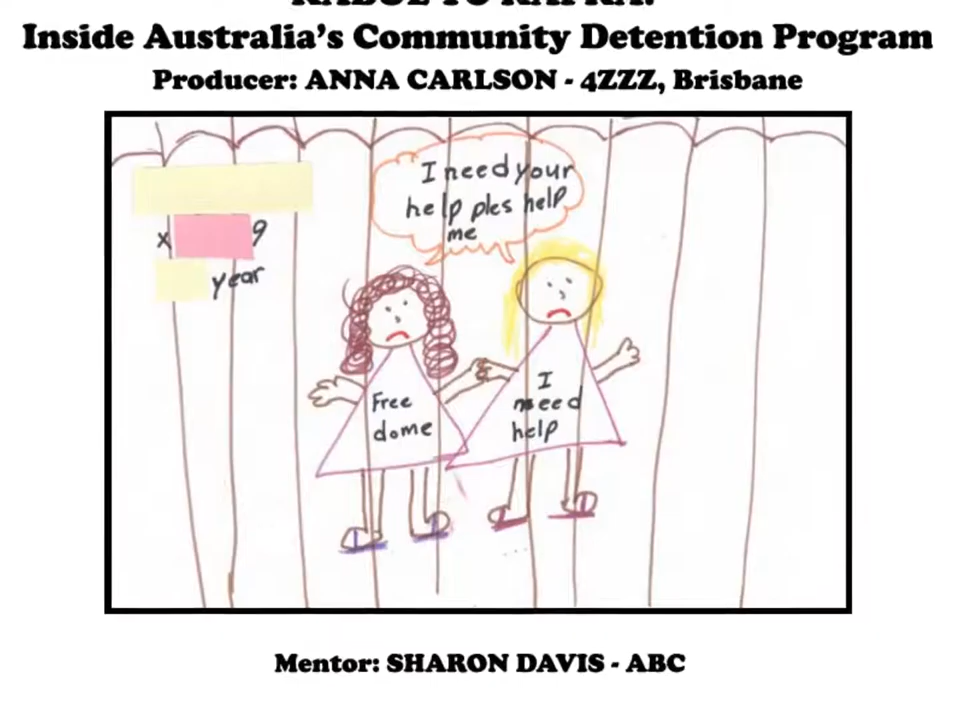 Inside Australia's Community Detention Program
Producer: ANNA CARLSON - 4ZZZ, Brisbane
I need your
help ples help
me
x 9
year
Free
dome
I
need
help
Mentor: SHARON DAVIS - ABC